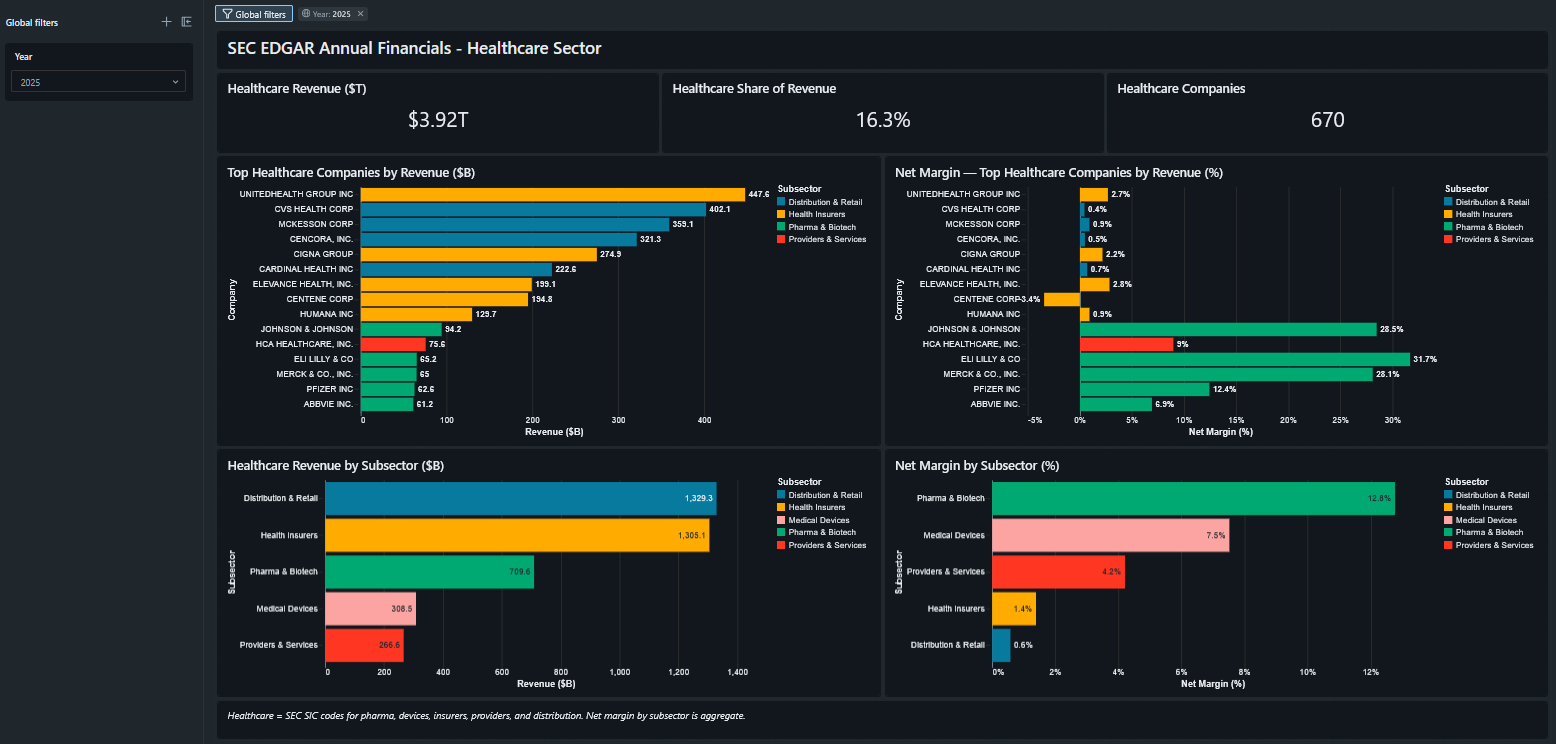 Global filters
Year
2025
Global filters
Year: 2025
SEC EDGAR Annual Financials - Healthcare Sector
Healthcare Revenue ($T)
$3.92T
Healthcare Share of Revenue
16.3%
Healthcare Companies
670
Top Healthcare Companies by Revenue ($B)
Company
UNITEDHEALTH GROUP INC 447.6
CVS HEALTH CORP 402.1
MCKESSON CORP 359.1
CENCORA, INC. 321.3
CIGNA GROUP 274.9
CARDINAL HEALTH INC 222.6
ELEVANCE HEALTH, INC. 199.1
CENTENE CORP 194.8
HUMANA INC 129.7
JOHNSON & JOHNSON 94.2
HCA HEALTHCARE, INC. 75.6
ELI LILLY & CO 65.2
MERCK & CO., INC. 65
PFIZER INC 62.6
ABBVIE INC. 61.2
0 100 200 300 400
Revenue ($B)
Subsector
Distribution & Retail
Health Insurers
Pharma & Biotech
Providers & Services
Net Margin — Top Healthcare Companies by Revenue (%)
Company
UNITEDHEALTH GROUP INC 2.7%
CVS HEALTH CORP 0.4%
MCKESSON CORP 0.9%
CENCORA, INC. 0.5%
CIGNA GROUP 2.2%
CARDINAL HEALTH INC 0.7%
ELEVANCE HEALTH, INC. 2.8%
CENTENE CORP -3.4%
HUMANA INC 0.9%
JOHNSON & JOHNSON 28.5%
HCA HEALTHCARE, INC. 9%
ELI LILLY & CO 31.7%
MERCK & CO., INC. 28.1%
PFIZER INC 12.4%
ABBVIE INC. 6.9%
-5% 0% 5% 10% 15% 20% 25% 30%
Net Margin (%)
Subsector
Distribution & Retail
Health Insurers
Pharma & Biotech
Providers & Services
Healthcare Revenue by Subsector ($B)
Subsector
Distribution & Retail 1,329.3
Health Insurers 1,305.1
Pharma & Biotech 709.6
Medical Devices 308.5
Providers & Services 266.6
0 200 400 600 800 1,000 1,200 1,400
Revenue ($B)
Subsector
Distribution & Retail
Health Insurers
Medical Devices
Pharma & Biotech
Providers & Services
Net Margin by Subsector (%)
Subsector
Pharma & Biotech 12.8%
Medical Devices 7.5%
Providers & Services 4.2%
Health Insurers 1.4%
Distribution & Retail 0.6%
0% 2% 4% 6% 8% 10% 12%
Net Margin (%)
Subsector
Distribution & Retail
Health Insurers
Medical Devices
Pharma & Biotech
Providers & Services
Healthcare = SEC SIC codes for pharma, devices, insurers, providers, and distribution. Net margin by subsector is aggregate.